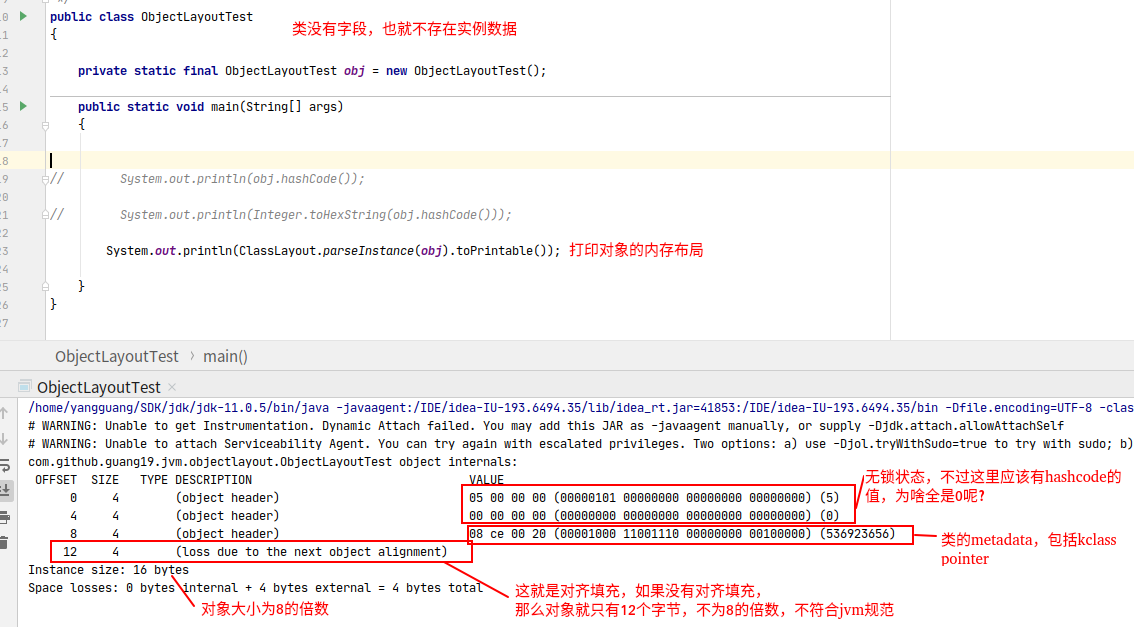 */
0 public class ObjectLayoutTest
1 {
类没有字段，也就不存在实例数据
2
3 private static final ObjectLayoutTest obj = new ObjectLayoutTest();
4
5 public static void main(String[] args)
6 {
7
8
9 // System.out.println(obj.hashCode());
20
21 // System.out.println(Integer.toHexString(obj.hashCode()));
22
23 System.out.println(ClassLayout.parseInstance(obj).toPrintable()); 打印对象的内存布局
24
25 }
26 }
27
ObjectLayoutTest › main()
ObjectLayoutTest ×
/home/yangguang/SDK/jdk/jdk-11.0.5/bin/java -javaagent:/IDE/idea-IU-193.6494.35/lib/idea_rt.jar=41853:/IDE/idea-IU-193.6494.35/bin -Dfile.encoding=UTF-8 -clas
# WARNING: Unable to get Instrumentation. Dynamic Attach failed. You may add this JAR as -javaagent manually, or supply -Djdk.attach.allowAttachSelf
# WARNING: Unable to attach Serviceability Agent. You can try again with escalated privileges. Two options: a) use -Djol.tryWithSudo=true to try with sudo; b)
com.github.guang19.jvm.objectlayout.ObjectLayoutTest object internals:
OFFSET SIZE TYPE DESCRIPTION VALUE
0 4 (object header) 05 00 00 00 (00000101 00000000 00000000 00000000) (5)
4 4 (object header) 00 00 00 00 (00000000 00000000 00000000 00000000) (0)
8 4 (object header) 08 ce 00 20 (00001000 11001110 00000000 00100000) (536923656)
12 4 (loss due to the next object alignment)
Instance size: 16 bytes
Space losses: 0 bytes internal + 4 bytes external = 4 bytes total
无锁状态，不过这里应该有hashcode的
值，为啥全是0呢?
类的metadata，包括kclass
pointer
这就是对齐填充，如果没有对齐填充，
那么对象就只有12个字节，不为8的倍数，不符合jvm规范
对象大小为8的倍数